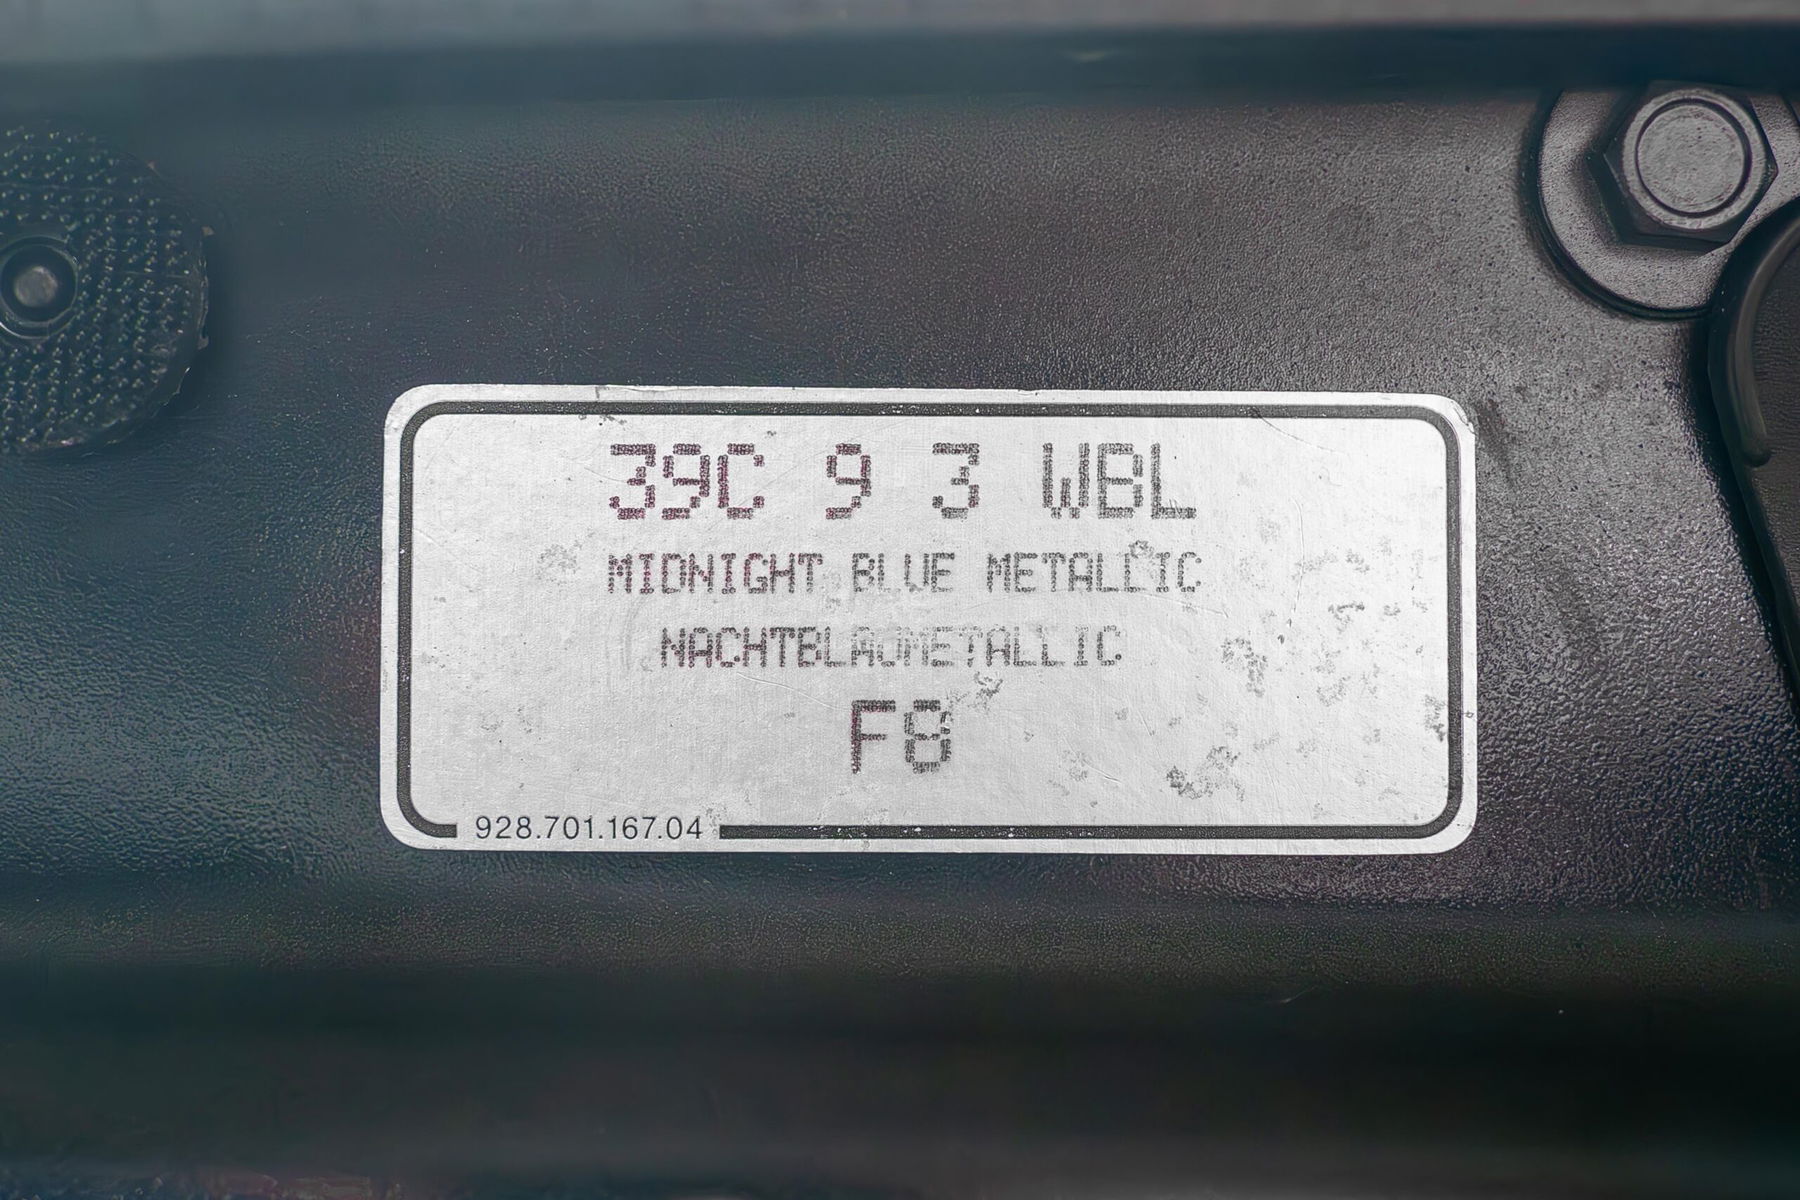 39C 9 3 WBL
MIDNIGHT BLUE METALLIC
NACHTBLAUMETALLIC
F8
928.701.167.04